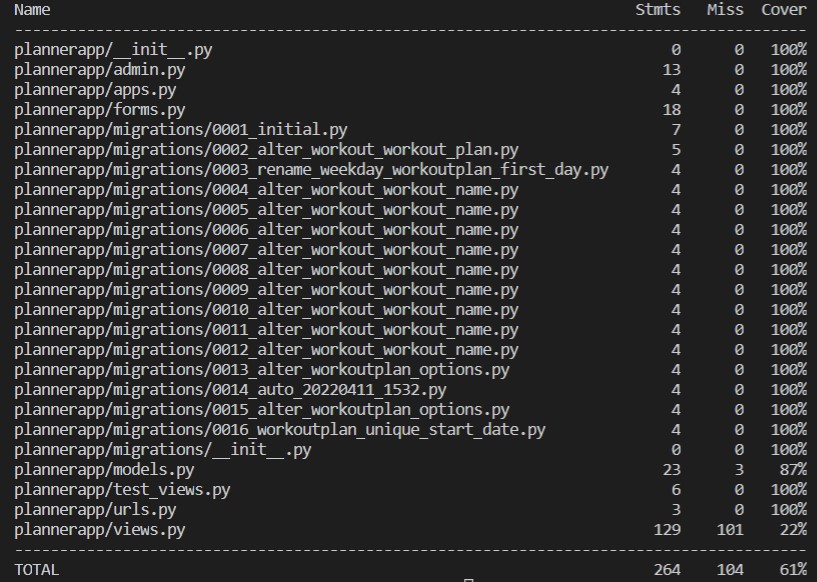 Name Stmts Miss Cover
--------------------------------------------------------------------------------------
plannerapp/__init__.py 0 0 100%
plannerapp/admin.py 13 0 100%
plannerapp/apps.py 4 0 100%
plannerapp/forms.py 18 0 100%
plannerapp/migrations/0001_initial.py 7 0 100%
plannerapp/migrations/0002_alter_workout_workout_plan.py 5 0 100%
plannerapp/migrations/0003_rename_weekday_workoutplan_first_day.py 4 0 100%
plannerapp/migrations/0004_alter_workout_workout_name.py 4 0 100%
plannerapp/migrations/0005_alter_workout_workout_name.py 4 0 100%
plannerapp/migrations/0006_alter_workout_workout_name.py 4 0 100%
plannerapp/migrations/0007_alter_workout_workout_name.py 4 0 100%
plannerapp/migrations/0008_alter_workout_workout_name.py 4 0 100%
plannerapp/migrations/0009_alter_workout_workout_name.py 4 0 100%
plannerapp/migrations/0010_alter_workout_workout_name.py 4 0 100%
plannerapp/migrations/0011_alter_workout_workout_name.py 4 0 100%
plannerapp/migrations/0012_alter_workout_workout_name.py 4 0 100%
plannerapp/migrations/0013_alter_workoutplan_options.py 4 0 100%
plannerapp/migrations/0014_auto_20220411_1532.py 4 0 100%
plannerapp/migrations/0015_alter_workoutplan_options.py 4 0 100%
plannerapp/migrations/0016_workoutplan_unique_start_date.py 4 0 100%
plannerapp/migrations/__init__.py 0 0 100%
plannerapp/models.py 23 3 87%
plannerapp/test_views.py 6 0 100%
plannerapp/urls.py 3 0 100%
plannerapp/views.py 129 101 22%
--------------------------------------------------------------------------------------
TOTAL 264 104 61%